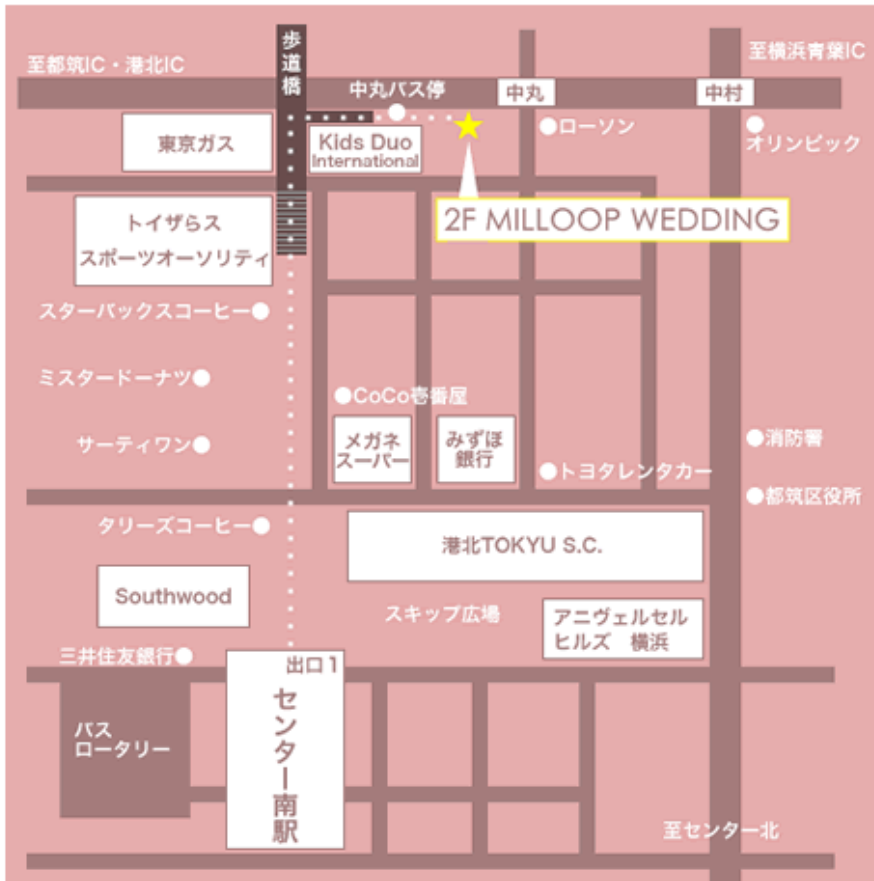 歩道橋
至都筑IC・港北IC
至横浜青葉IC
中丸バス停
中丸
中村
東京ガス
Kids Duo
International
ローソン
オリンピック
トイザらス
スポーツオーソリティ
2F MILLOOP WEDDING
スターバックスコーヒー
ミスタードーナツ
CoCo壱番屋
サーティワン
メガネ
スーパー
みずほ
銀行
トヨタレンタカー
消防署
都筑区役所
タリーズコーヒー
港北TOKYU S.C.
Southwood
スキップ広場
アニヴェルセル
ヒルズ 横浜
三井住友銀行
出口1
センター南駅
バス
ロータリー
至センター北